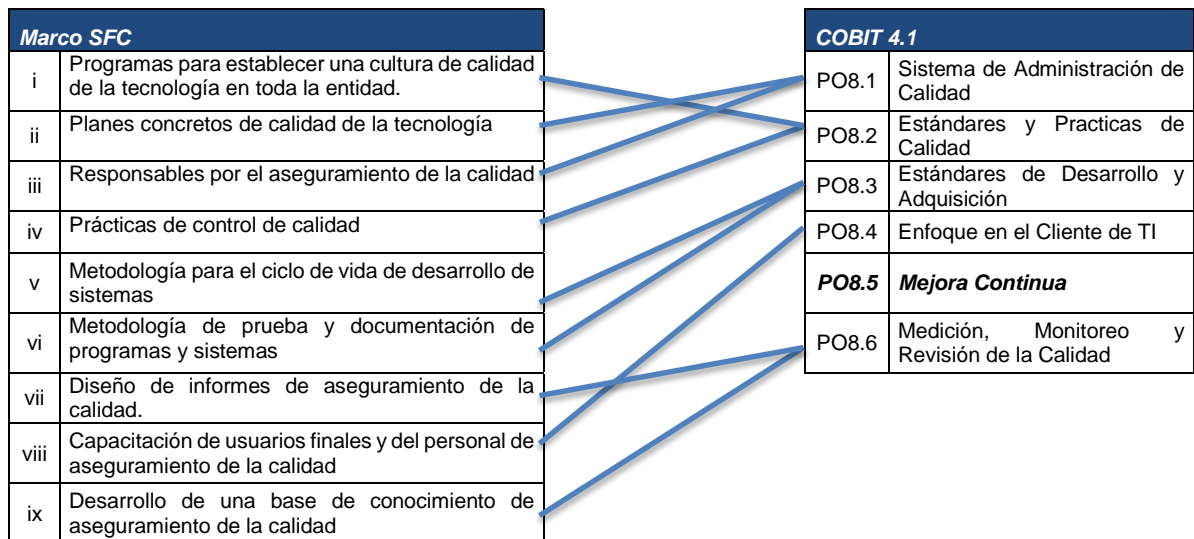 Marco SFC
i
Programas para establecer una cultura de calidad
de la tecnología en toda la entidad.
ii
Planes concretos de calidad de la tecnología
iii
Responsables por el aseguramiento de la calidad
iv
Prácticas de control de calidad
v
Metodología para el ciclo de vida de desarrollo de
sistemas
vi
Metodología de prueba y documentación de
programas y sistemas
vii
Diseño de informes de aseguramiento de la
calidad.
viii
Capacitación de usuarios finales y del personal de
aseguramiento de la calidad
ix
Desarrollo de una base de conocimiento de
aseguramiento de la calidad
COBIT 4.1
PO8.1
Sistema de Administración de
Calidad
PO8.2
Estándares y Practicas de
Calidad
PO8.3
Estándares de Desarrollo y
Adquisición
PO8.4
Enfoque en el Cliente de TI
PO8.5
Mejora Continua
PO8.6
Medición, Monitoreo y
Revisión de la Calidad